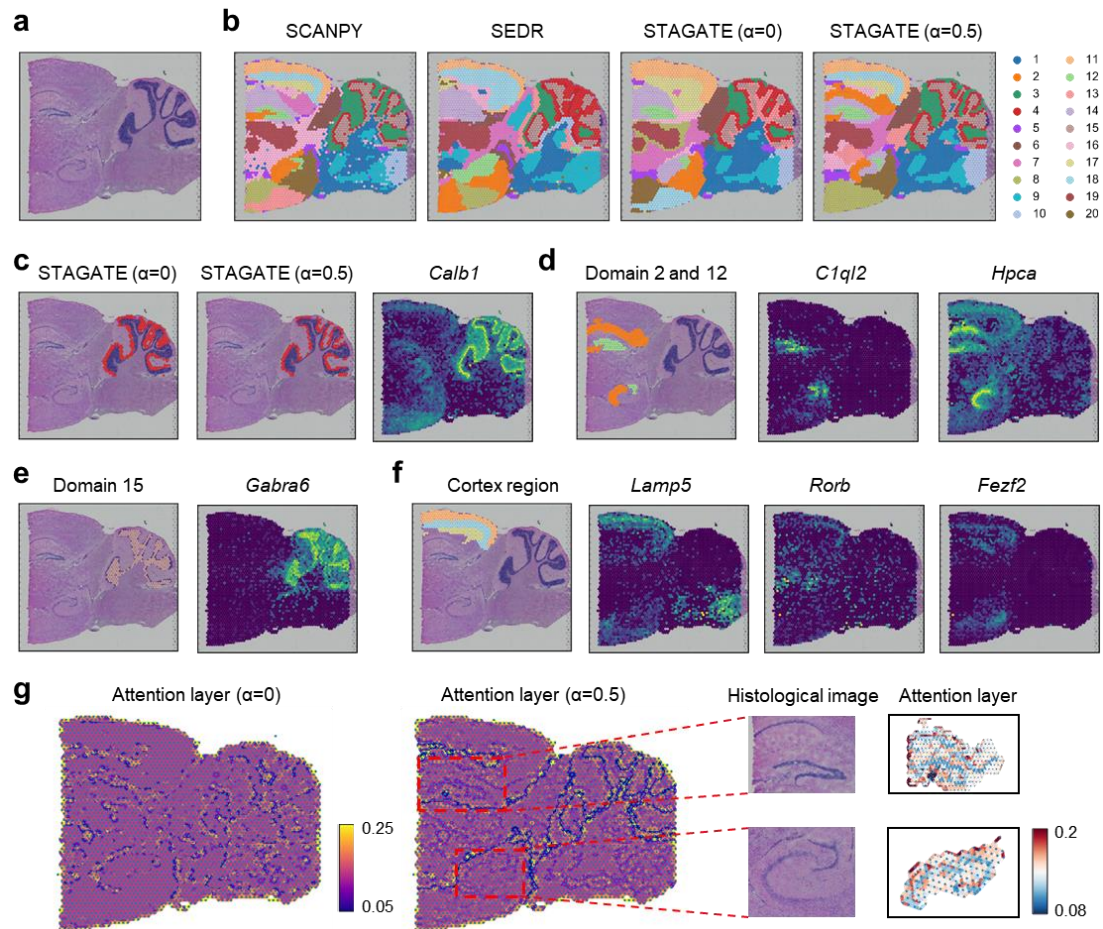 a
b
SCANPY SEDR STAGATE (α=0) STAGATE (α=0.5)
1 11
2 12
3 13
4 14
5 15
6 16
7 17
8 18
9 19
10 20
c
STAGATE (α=0) STAGATE (α=0.5) Calb1
d
Domain 2 and 12 C1ql2 Hpca
e
Domain 15 Gabra6
f
Cortex region Lamp5 Rorb Fezf2
g
Attention layer (α=0) Attention layer (α=0.5) Histological image Attention layer
0.25
0.05
0.2
0.08